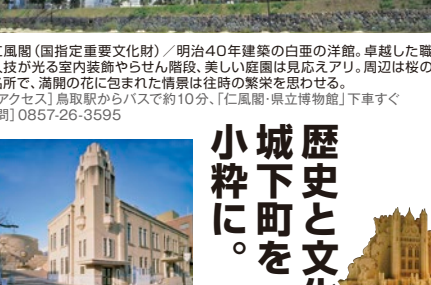 風閣(国指定重要文化財)/明治40年建築の白亜の洋館。卓越した職
技が光る室内装飾やらせん階段、美しい庭園は見応えアリ。周辺は桜の
所で、満開の花に包まれた情景は往時の繁栄を思わせる。
アクセス]鳥取駅からバスで約10分、「仁風閣・県立博物館」下車すぐ
問]0857-26-3595
歴史と文化
城下町を
小粋に。